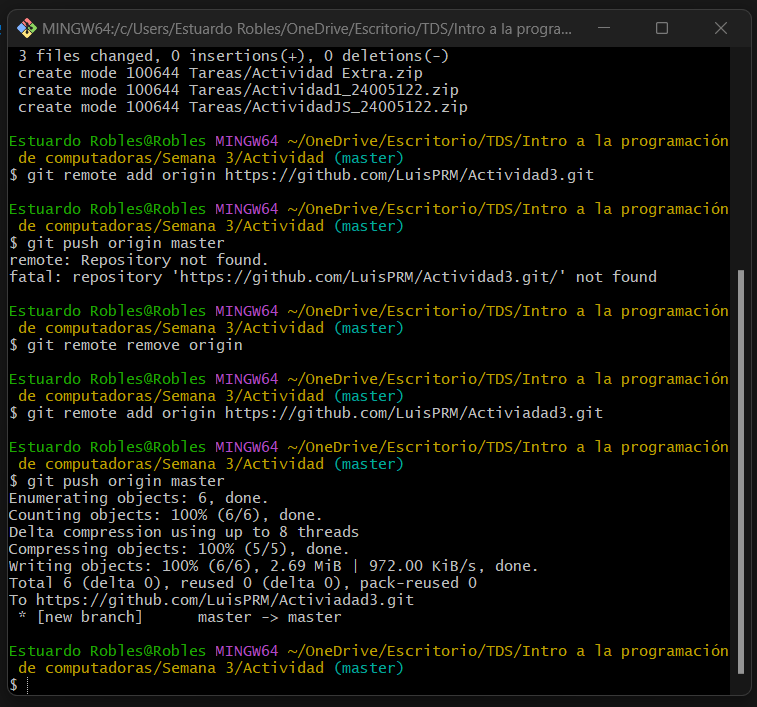 MINGW64:/c/Users/Estuardo Robles/OneDrive/Escritorio/TDS/Intro a la progra...
3 files changed, 0 insertions(+), 0 deletions(-)
create mode 100644 Tareas/Actividad Extra.zip
create mode 100644 Tareas/Actividad1_24005122.zip
create mode 100644 Tareas/ActividadJS_24005122.zip
Estuardo Robles@Robles MINGW64 ~/OneDrive/Escritorio/TDS/Intro a la programación
de computadoras/Semana 3/Actividad (master)
$ git remote add origin https://github.com/LuisPRM/Actividad3.git
Estuardo Robles@Robles MINGW64 ~/OneDrive/Escritorio/TDS/Intro a la programación
de computadoras/Semana 3/Actividad (master)
$ git push origin master
remote: Repository not found.
fatal: repository 'https://github.com/LuisPRM/Actividad3.git/' not found
Estuardo Robles@Robles MINGW64 ~/OneDrive/Escritorio/TDS/Intro a la programación
de computadoras/Semana 3/Actividad (master)
$ git remote remove origin
Estuardo Robles@Robles MINGW64 ~/OneDrive/Escritorio/TDS/Intro a la programación
de computadoras/Semana 3/Actividad (master)
$ git remote add origin https://github.com/LuisPRM/Activiadad3.git
Estuardo Robles@Robles MINGW64 ~/OneDrive/Escritorio/TDS/Intro a la programación
de computadoras/Semana 3/Actividad (master)
$ git push origin master
Enumerating objects: 6, done.
Counting objects: 100% (6/6), done.
Delta compression using up to 8 threads
Compressing objects: 100% (5/5), done.
Writing objects: 100% (6/6), 2.69 MiB | 972.00 KiB/s, done.
Total 6 (delta 0), reused 0 (delta 0), pack-reused 0
To https://github.com/LuisPRM/Activiadad3.git
* [new branch]      master -> master
Estuardo Robles@Robles MINGW64 ~/OneDrive/Escritorio/TDS/Intro a la programación
de computadoras/Semana 3/Actividad (master)
$